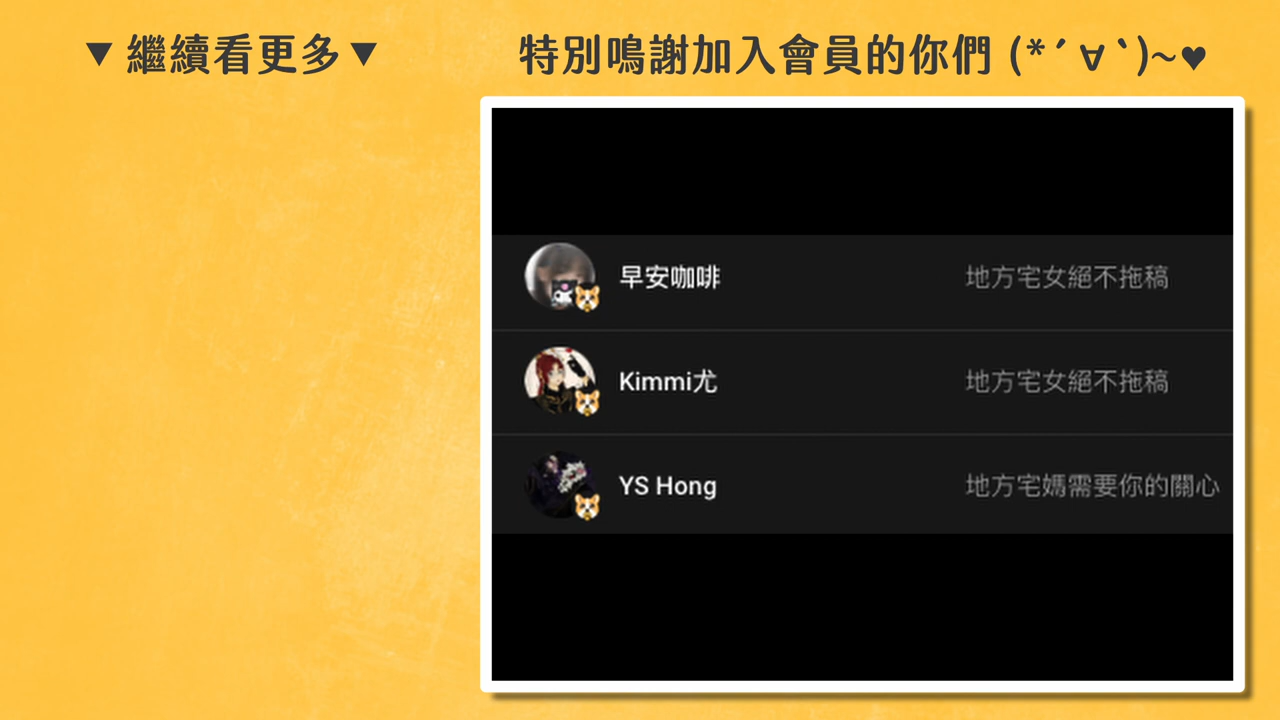 ▼繼續看更多▼
特別鳴謝加入會員的你們 (*ˊ∀ˋ)~♥
早安咖啡 地方宅女絕不拖稿
Kimmi尤 地方宅女絕不拖稿
YS Hong 地方宅媽需要你的關心